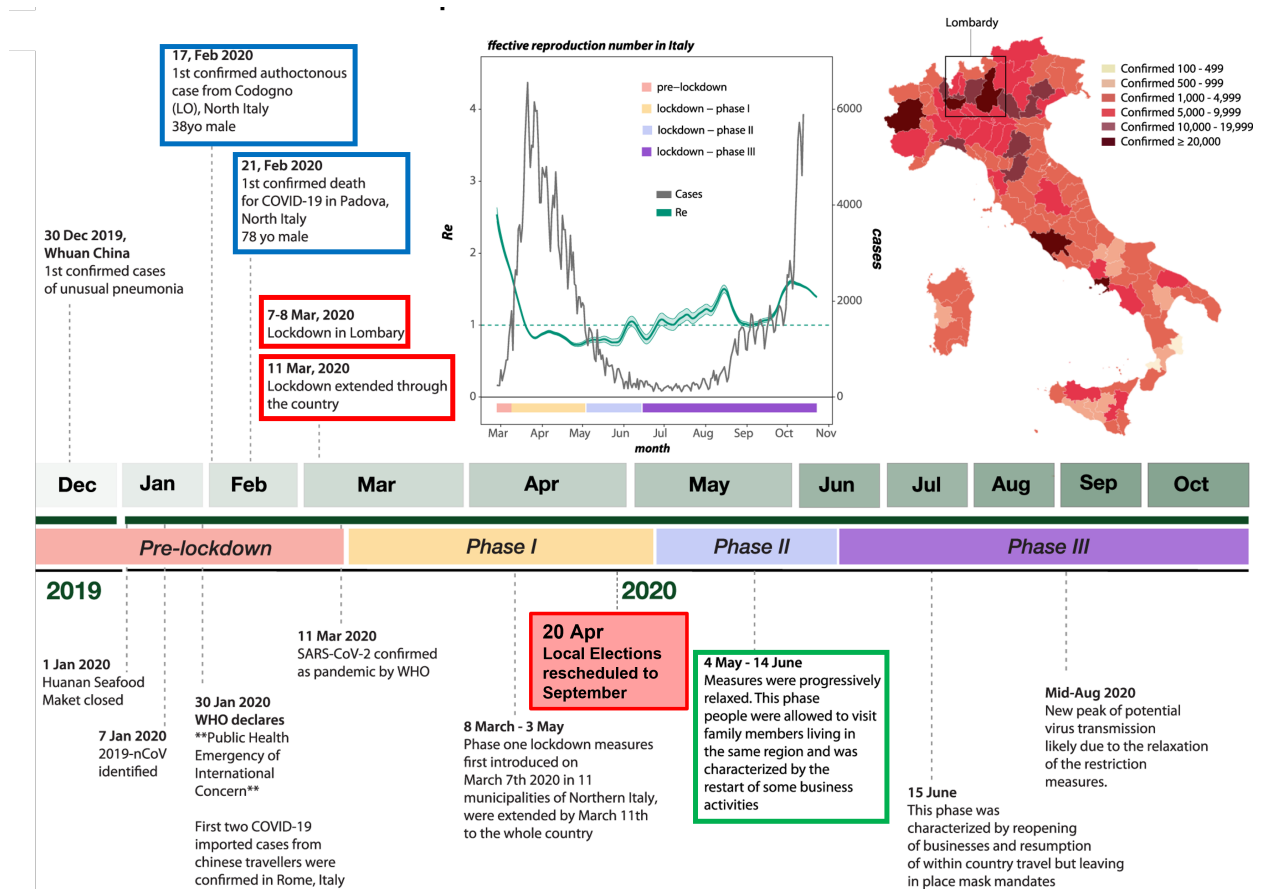 17, Feb 2020
1st confirmed authoctonous
case from Codogno
(LO), North Italy
38yo male
21, Feb 2020
1st confirmed death
for COVID-19 in Padova,
North Italy
78 yo male
30 Dec 2019,
Whuan China
1st confirmed cases
of unusual pneumonia
7-8 Mar, 2020
Lockdown in Lombary
11 Mar, 2020
Lockdown extended through
the country
ffective reproduction number in Italy
pre-lockdown
lockdown – phase I
lockdown – phase II
lockdown – phase III
Cases
Re
Re
4
3
2
1
0
cases
6000
4000
2000
0
Mar Apr May Jun Jul Aug Sep Oct Nov
month
Lombardy
Confirmed 100 - 499
Confirmed 500 - 999
Confirmed 1,000 - 4,999
Confirmed 5,000 - 9,999
Confirmed 10,000 - 19,999
Confirmed ≥ 20,000
Dec Jan Feb Mar Apr May Jun Jul Aug Sep Oct
Pre-lockdown Phase I Phase II Phase III
2019 2020
1 Jan 2020
Huanan Seafood
Maket closed
7 Jan 2020
2019-nCoV
identified
30 Jan 2020
WHO declares
**Public Health
Emergency of
International
Concern**
First two COVID-19
imported cases from
chinese travellers were
confirmed in Rome, Italy
11 Mar 2020
SARS-CoV-2 confirmed
as pandemic by WHO
8 March - 3 May
Phase one lockdown measures
first introduced on
March 7th 2020 in 11
municipalities of Northern Italy,
were extended by March 11th
to the whole country
20 Apr
Local Elections
rescheduled to
September
4 May - 14 June
Measures were progressively
relaxed. This phase
people were allowed to visit
family members living in
the same region and was
characterized by the
restart of some business
activities
15 June
This phase was
characterized by reopening
of businesses and resumption
of within country travel but leaving
in place mask mandates
Mid-Aug 2020
New peak of potential
virus transmission
likely due to the relaxation
of the restriction
measures.